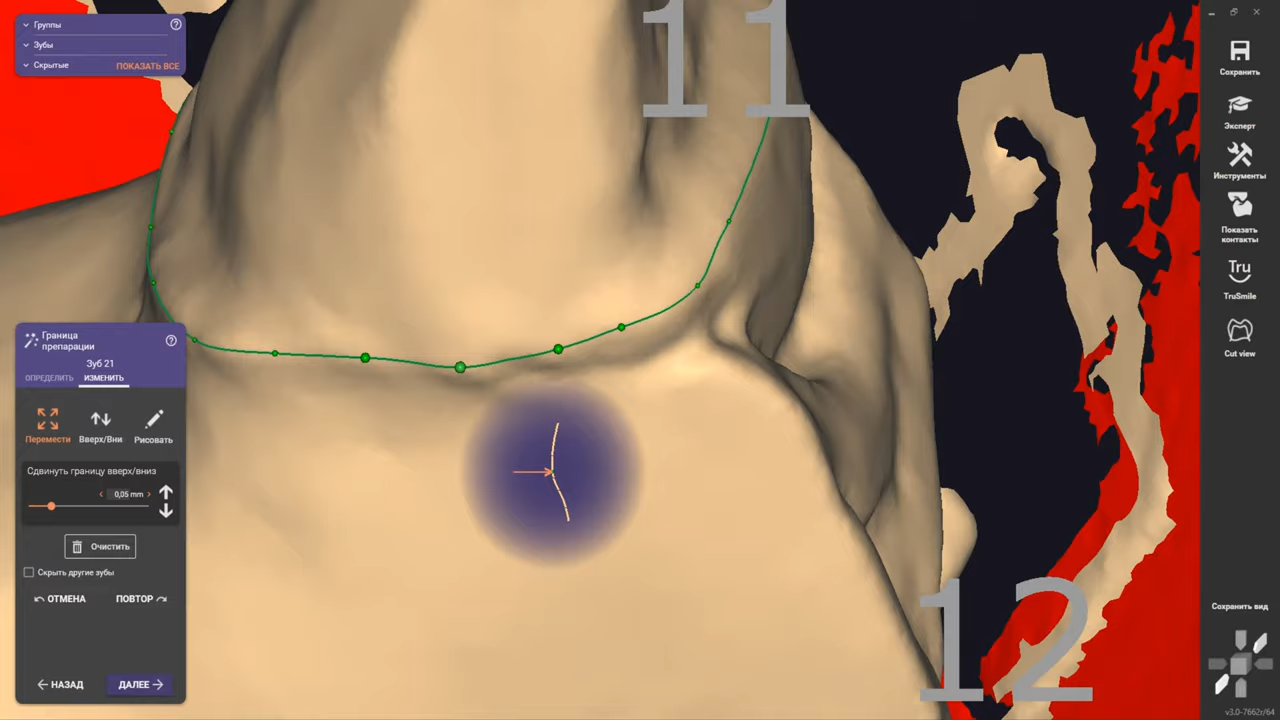 Группы
Зубы
Скрытые ПОКАЗАТЬ ВСЕ
11
12
Граница
препарации
Зуб 21
ОПРЕДЕЛИТЬ ИЗМЕНИТЬ
Перемести Вверх/Вни Рисовать
Сдвинуть границу вверх/вниз
0,05 mm
Очистить
Скрыть другие зубы
ОТМЕНА ПОВТОР
НАЗАД ДАЛЕЕ
Сохранить
Эксперт
Инструменты
Показать
контакты
Tru
TruSmile
Cut view
Сохранить вид
v3.0-7662r/64